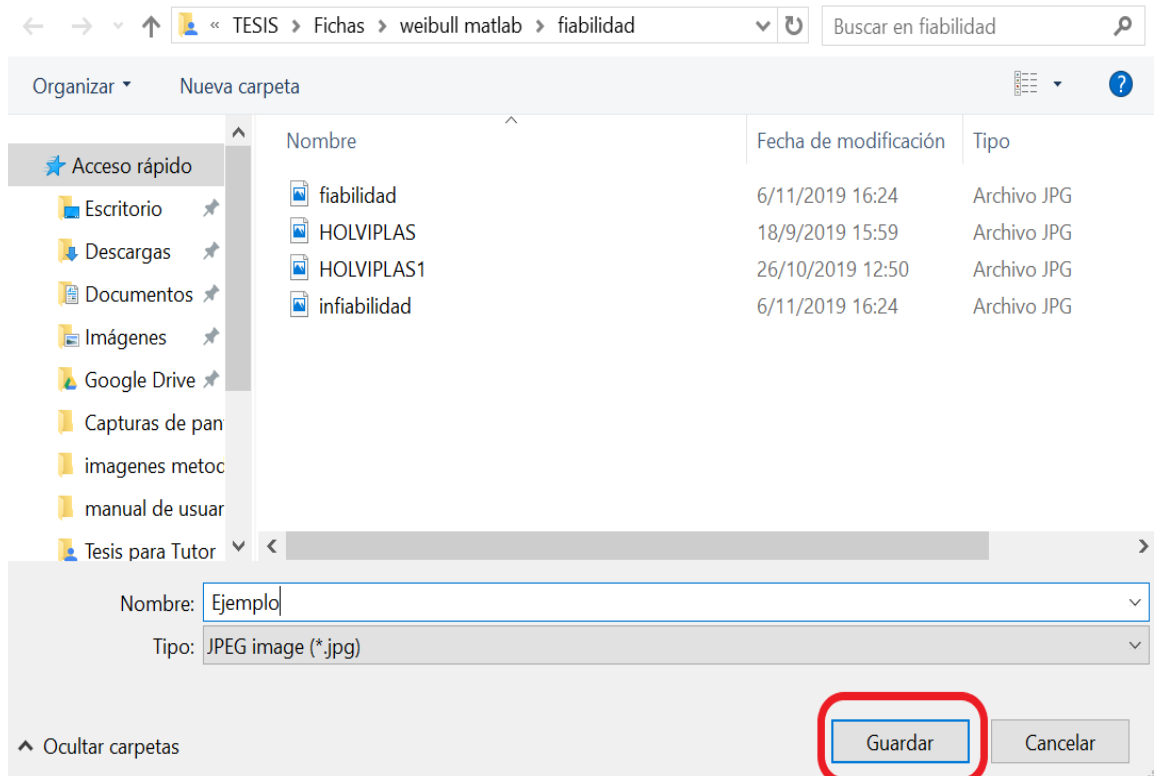 « TESIS > Fichas > weibull matlab > fiabilidad
Buscar en fiabilidad
Organizar
Nueva carpeta
?
Nombre
Fecha de modificación
Tipo
Acceso rápido
Escritorio
Descargas
Documentos
Imágenes
Google Drive
Capturas de pan
imagenes metoc
manual de usuar
Tesis para Tutor
fiabilidad 6/11/2019 16:24 Archivo JPG
HOLVIPLAS 18/9/2019 15:59 Archivo JPG
HOLVIPLAS1 26/10/2019 12:50 Archivo JPG
infiabilidad 6/11/2019 16:24 Archivo JPG
Nombre: Ejemplo
Tipo: JPEG image (*.jpg)
Ocultar carpetas
Guardar
Cancelar